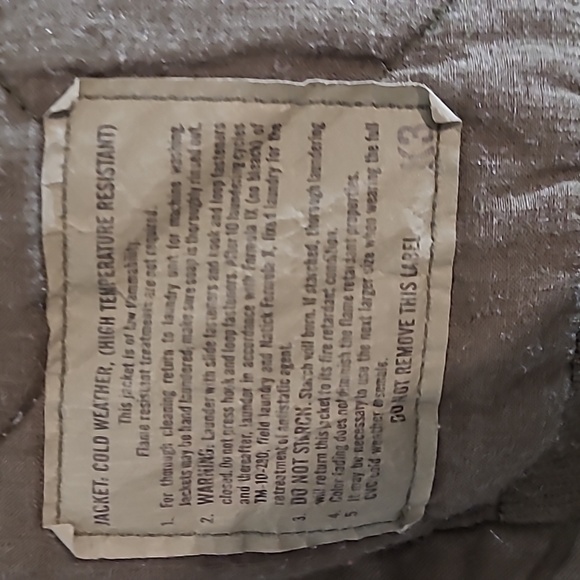 JACKET, COLD WEATHER, (HIGH TEMPERATURE RESISTANT)
This jacket is of low flammability.
Flame resistant treatments are not required.
1. For thorough cleaning return to laundry unit for machine washing.
Jackets may be hand laundered, make sure soap is thoroughly rinsed out.
2. WARNING: Launder with slide fasteners and hook and loop fasteners
closed. Do not press hook and loop fasteners. After 10 laundering cycles
and thereafter, launder in accordance with Formula IX (no bleach) of
TM-10-280, field laundry and Natick Formula X, field laundry for the
retreatment of antistatic agent.
3. DO NOT STARCH. Starch will burn. If starched, thorough laundering
will return this jacket to its fire retardant condition.
4. Color fading does not diminish the flame retardant properties.
5 It may be necessary to use the next larger size when wearing the full
CVC cold weather ensemble.
DO NOT REMOVE THIS LABEL